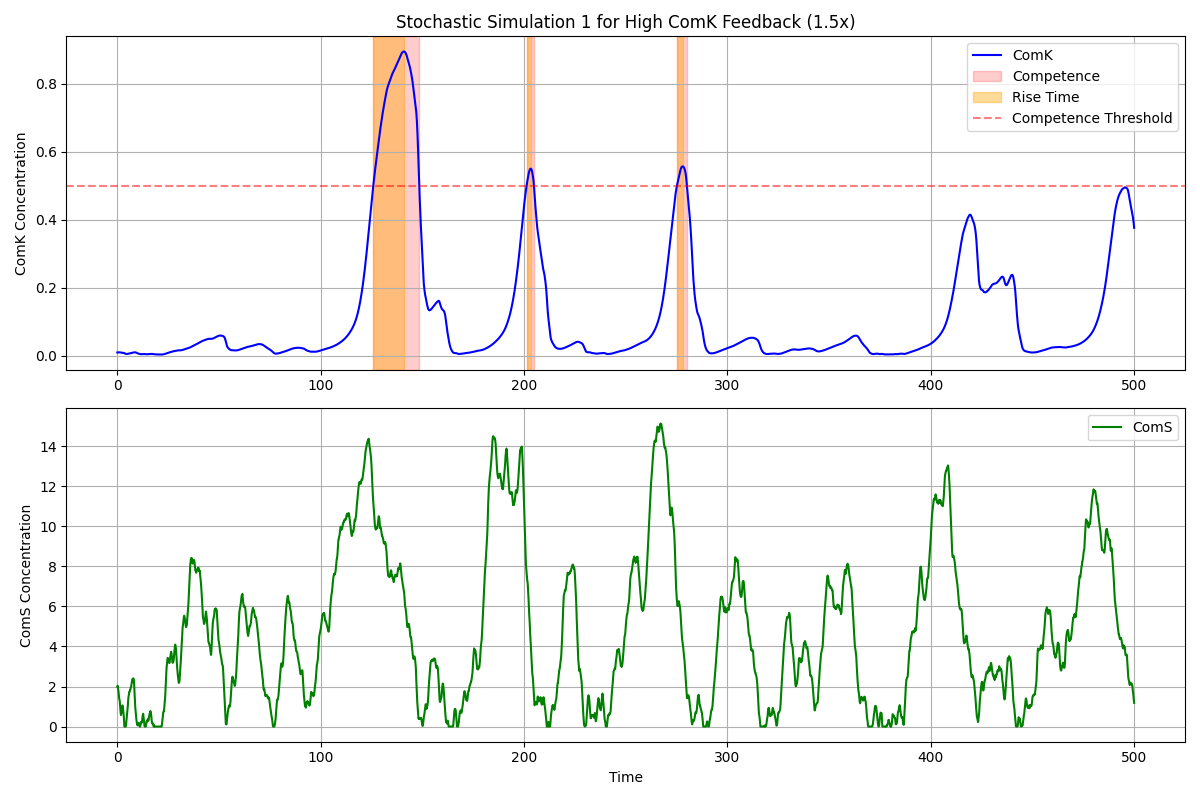 Stochastic Simulation 1 for High ComK Feedback (1.5x)
ComK Concentration
0.8
0.6
0.4
0.2
0.0
ComK
Competence
Rise Time
Competence Threshold
0 100 200 300 400 500
ComS Concentration
14
12
10
8
6
4
2
0
ComS
0 100 200 300 400 500
Time